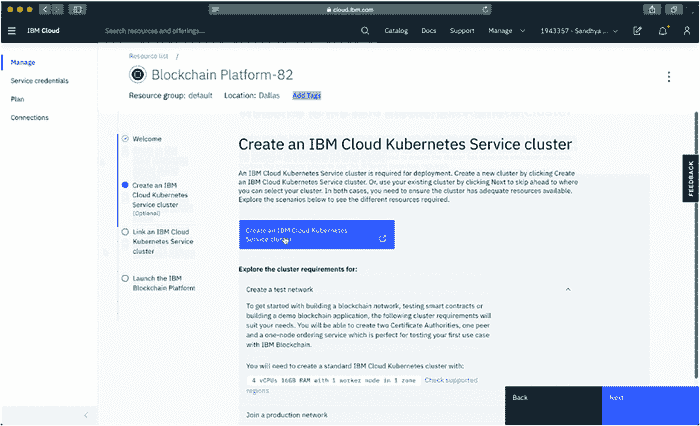 cloud.ibm.com
IBM Cloud
Search resources and offerings...
Catalog Docs Support Manage 1943357 - Sandhya ,...
Manage
Service credentials
Plan
Connections
Resource list /
Blockchain Platform-82
Resource group: default Location: Dallas Add Tags
Welcome
Create an IBM
Cloud Kubernetes
Service cluster
(Optional)
Link an IBM Cloud
Kubernetes Service
cluster
Launch the IBM
Blockchain Platform
Create an IBM Cloud Kubernetes Service cluster
An IBM Cloud Kubernetes Service cluster is required for deployment. Create a new cluster by clicking Create
an IBM Cloud Kubernetes Service cluster. Or, use your existing cluster by clicking Next to skip ahead to where
you can select your cluster. In both cases, you need to ensure the cluster has adequate resources available.
Explore the scenarios below to see the different resources required.
Create an IBM Cloud Kubernetes
Service cluster
Explore the cluster requirements for:
Create a test network
To get started with building a blockchain network, testing smart contracts or
building a demo blockchain application, the following cluster requirements will
suit your needs. You will be able to create two Certificate Authorities, one peer
and a one-node ordering service which is perfect for testing your first use case
with IBM Blockchain.
You will need to create a standard IBM Cloud Kubernetes cluster with:
4 vCPUs 16GB RAM with 1 worker node in 1 zone Check supported
regions
Join a production network
Back
Next
FEEDBACK